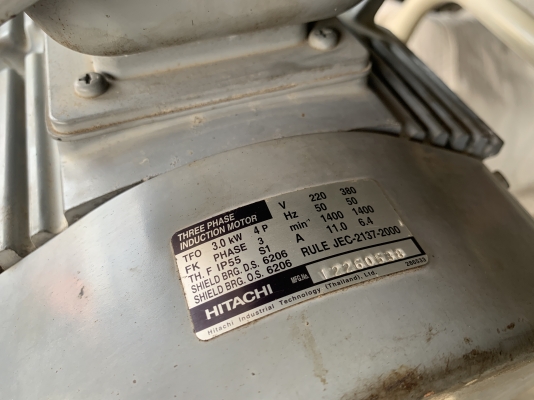 THREE PHASE
INDUCTION MOTOR
TFO 3.0 kW 4 P
FK PHASE 3
TH. F IP55 S1
SHIELD BRG. D.S. 6206
SHIELD BRG. O.S. 6206
V 220 380
Hz 50 50
min⁻¹ 1400 1400
A 11.0 6.4
RULE JEC-2137-2000
HITACHI
MFG.No.
Hitachi Industrial Technology (Thailand), Ltd.